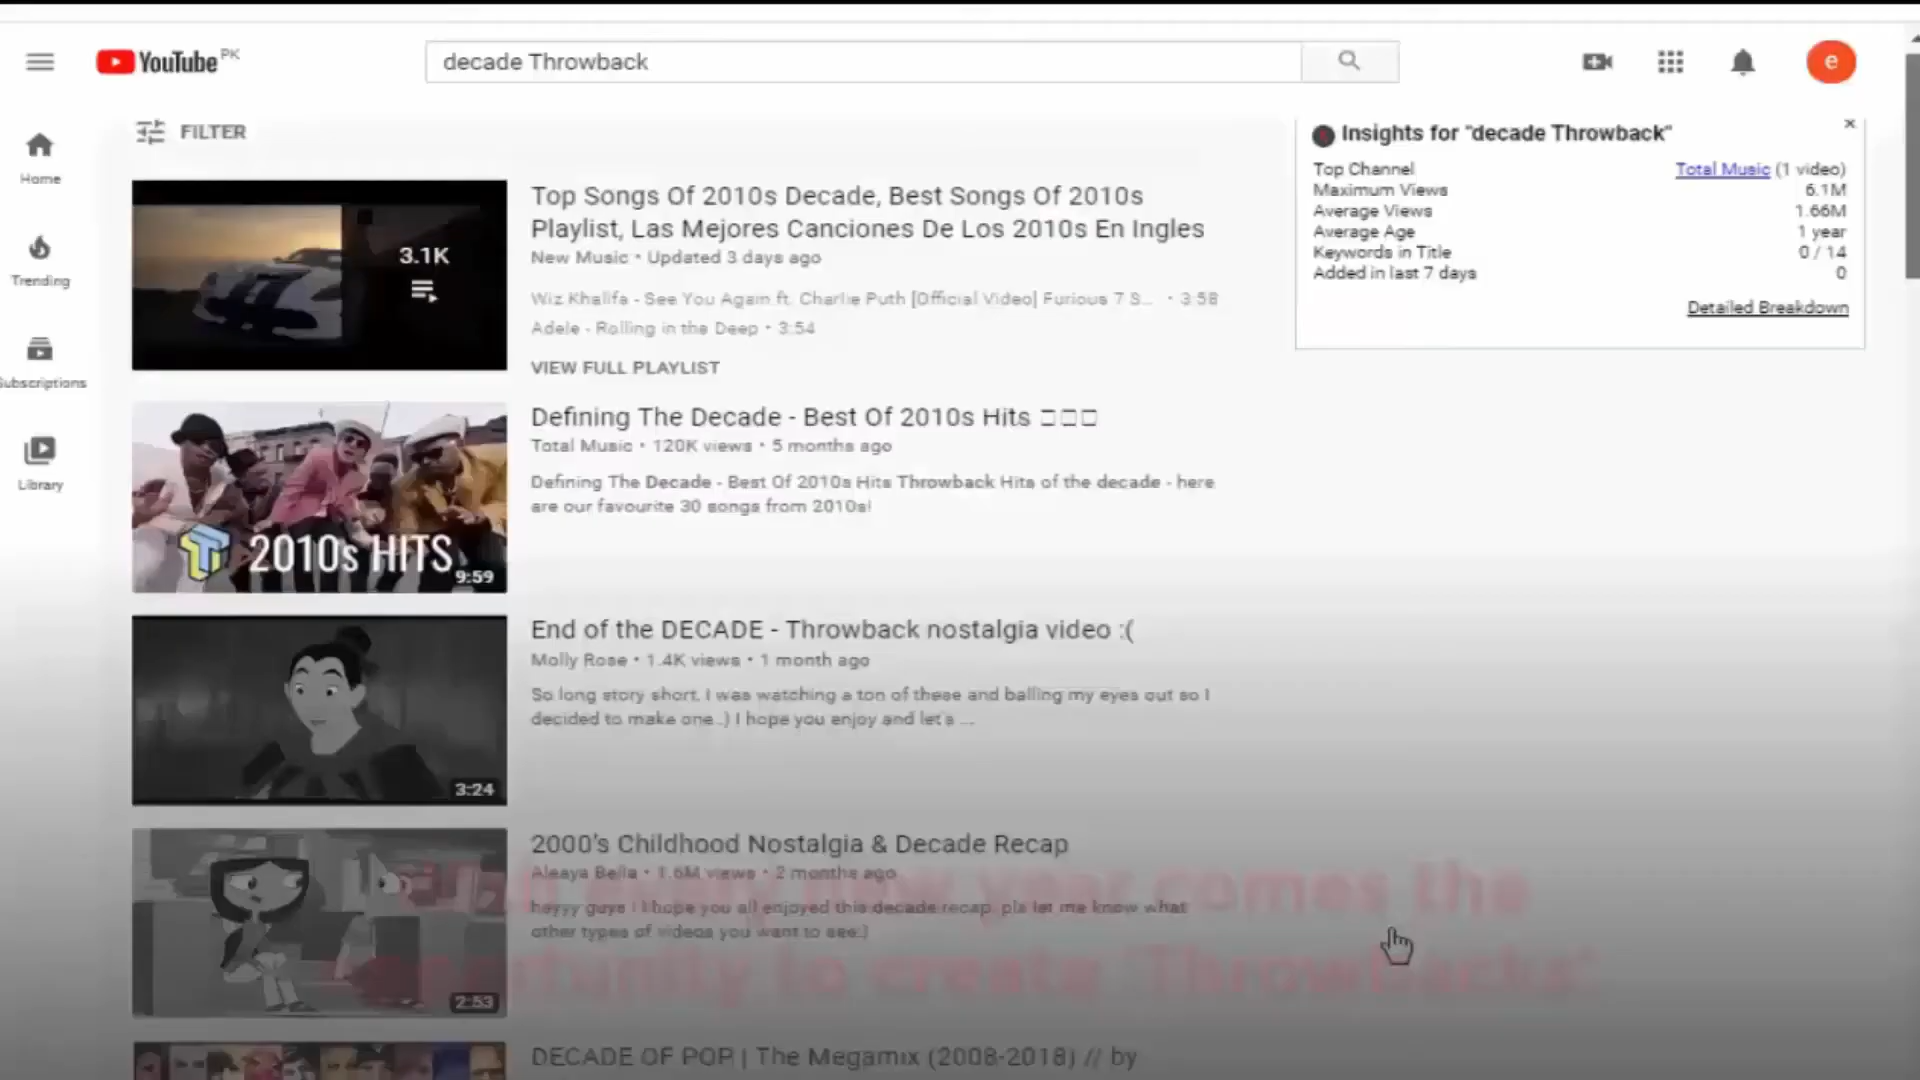 YouTube PK
decade Throwback
e
FILTER
Home
Trending
Subscriptions
Library
3.1K
Top Songs Of 2010s Decade, Best Songs Of 2010s
Playlist, Las Mejores Canciones De Los 2010s En Ingles
New Music • Updated 3 days ago
Wiz Khalifa - See You Again ft. Charlie Puth [Official Video] Furious 7 S... • 3:58
Adele - Rolling in the Deep • 3:54
VIEW FULL PLAYLIST
2010s HITS
9:59
Defining The Decade - Best Of 2010s Hits □□□
Total Music • 120K views • 5 months ago
Defining The Decade - Best Of 2010s Hits Throwback Hits of the decade - here
are our favourite 30 songs from 2010s!
3:24
End of the DECADE - Throwback nostalgia video :(
Molly Rose • 1.4K views • 1 month ago
So long story short, I was watching a ton of these and balling my eyes out so I
decided to make one.:) I hope you enjoy and let's ...
2:53
2000's Childhood Nostalgia & Decade Recap
Aleaya Bella • 1.6M views • 2 months ago
heyyy guys ! I hope you all enjoyed this decade recap, pls let me know what
other types of videos you want to see:)
DECADE OF POP | The Megamix (2008-2018) // by
Insights for "decade Throwback"
×
Top Channel Total Music (1 video)
Maximum Views 6.1M
Average Views 1.66M
Average Age 1 year
Keywords in Title 0 / 14
Added in last 7 days 0
Detailed Breakdown
every new year comes the
to create 'Throwbacks'